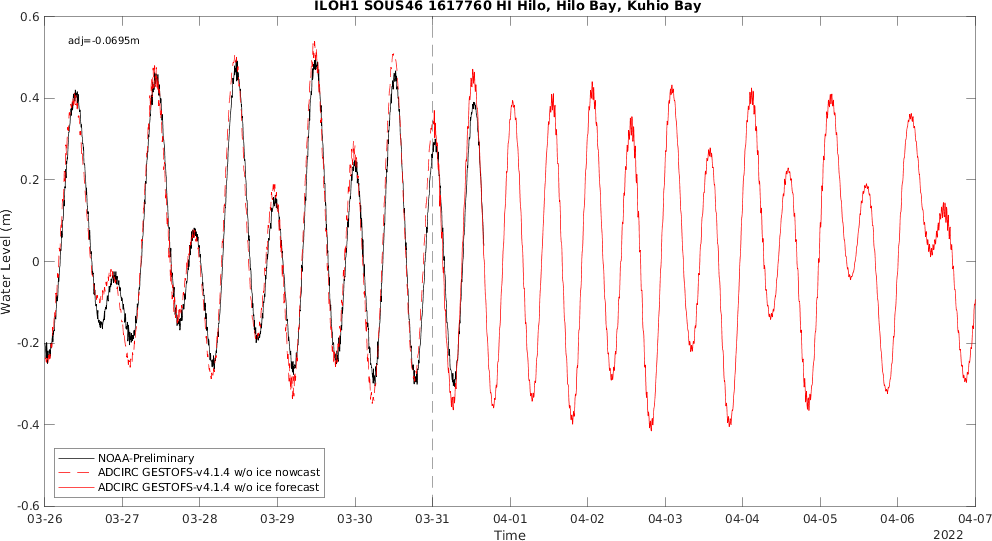 ILOH1 SOUS46 1617760 HI Hilo, Hilo Bay, Kuhio Bay
adj=-0.0695m
0.6
0.4
0.2
0
-0.2
-0.4
-0.6
Water Level (m)
NOAA-Preliminary
ADCIRC GESTOFS-v4.1.4 w/o ice nowcast
ADCIRC GESTOFS-v4.1.4 w/o ice forecast
03-26 03-27 03-28 03-29 03-30 03-31 04-01 04-02 04-03 04-04 04-05 04-06 04-07
Time
2022